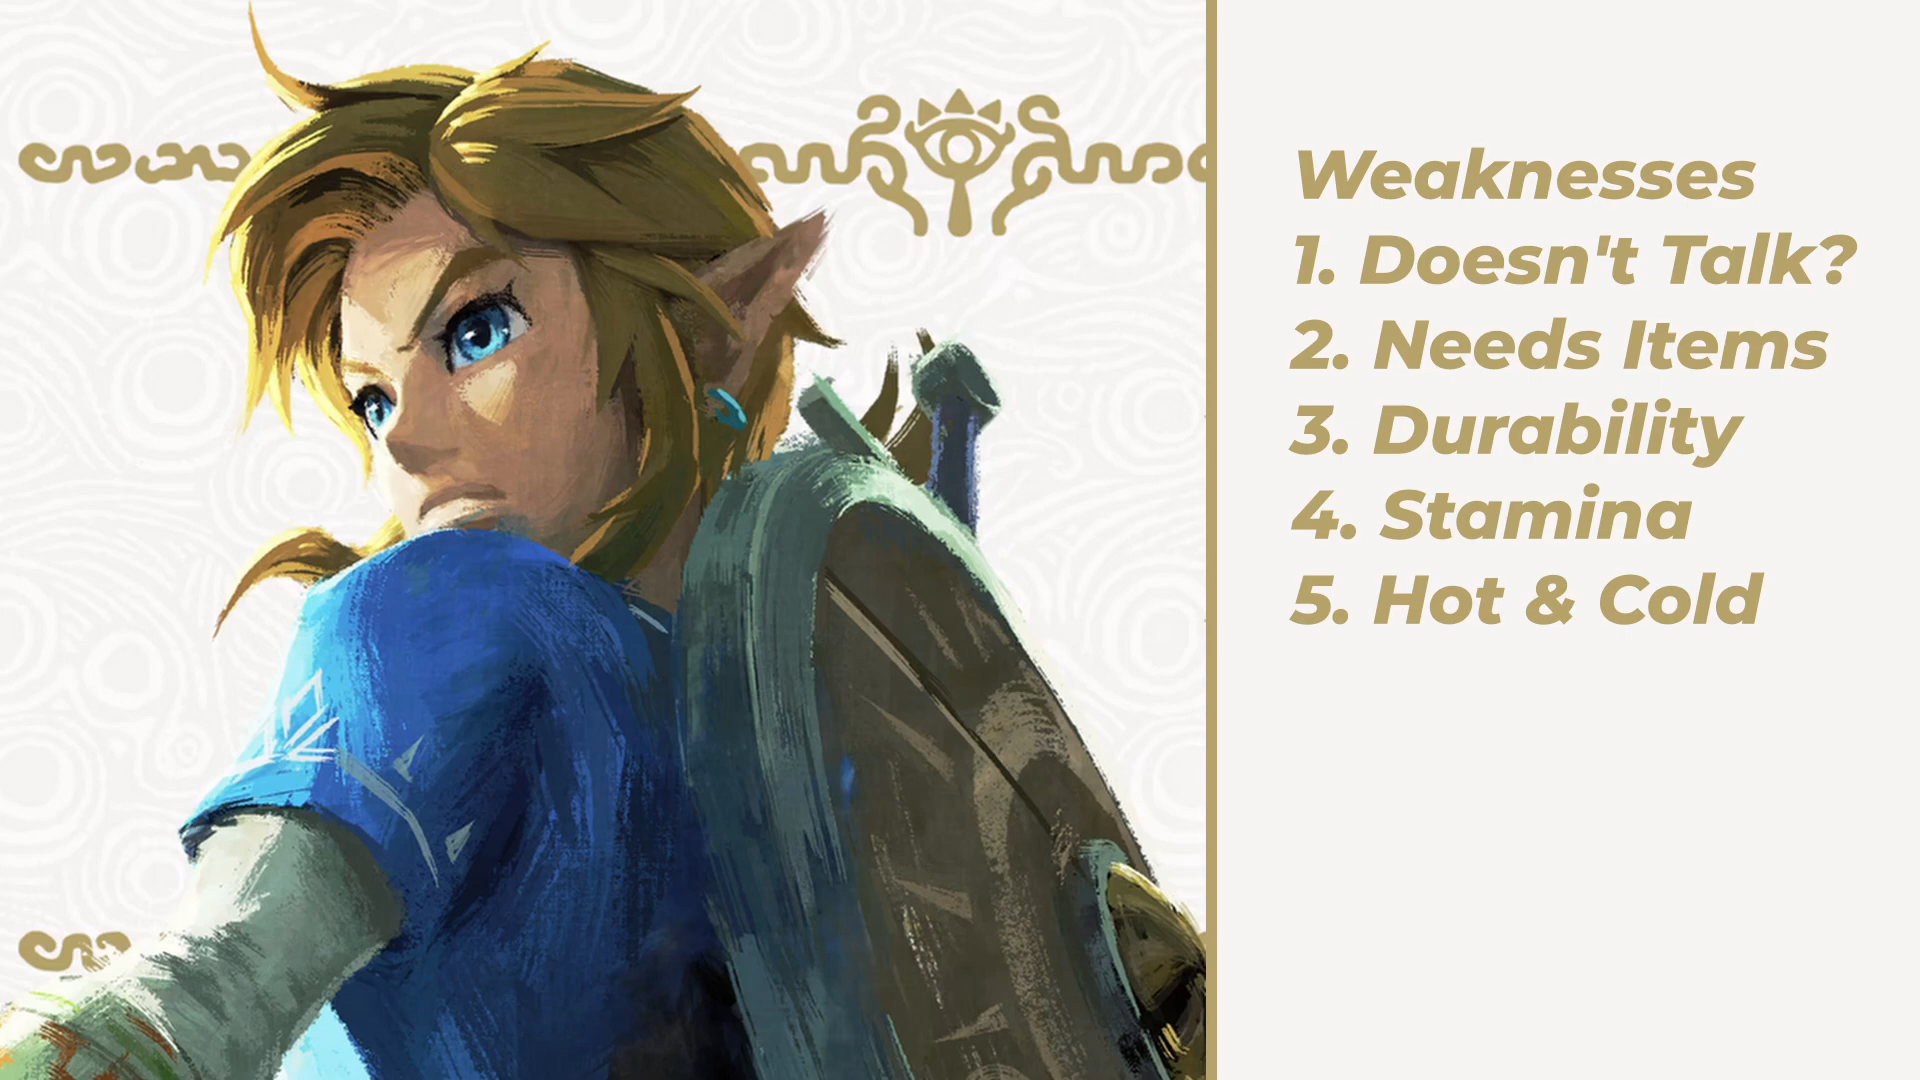 Weaknesses
1. Doesn't Talk?
2. Needs Items
3. Durability
4. Stamina
5. Hot & Cold